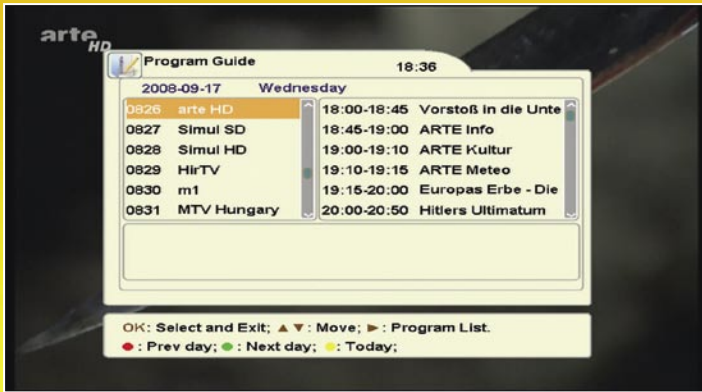 arte
HD
Program Guide
18:36
2008-09-17 Wednesday
0826 arte HD
0827 Simul SD
0828 Simul HD
0829 HirTV
0830 m1
0831 MTV Hungary
18:00-18:45 Vorstoß in die Unte
18:45-19:00 ARTE Info
19:00-19:10 ARTE Kultur
19:10-19:15 ARTE Meteo
19:15-20:00 Europas Erbe - Die
20:00-20:50 Hitlers Ultimatum
OK: Select and Exit; ▲ ▼: Move; ►: Program List.
●: Prev day; ●: Next day; ●: Today;